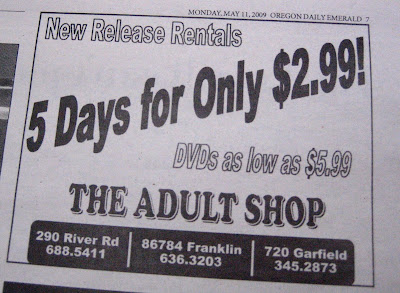 MONDAY, MAY 11, 2009 OREGON DAILY EMERALD 7
New Release Rentals
5 Days for Only $2.99!
DVDs as low as $5.99
THE ADULT SHOP
290 River Rd
688.5411
86784 Franklin
636.3203
720 Garfield
345.2873